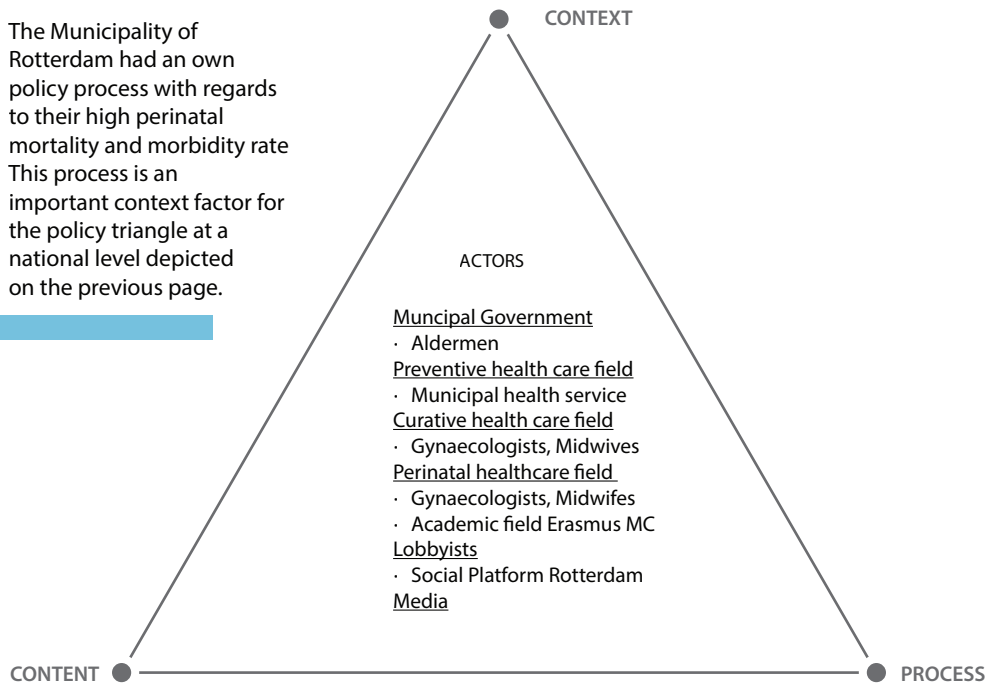 The Municipality of
Rotterdam had an own
policy process with regards
to their high perinatal
mortality and morbidity rate
This process is an
important context factor for
the policy triangle at a
national level depicted
on the previous page.
CONTEXT
ACTORS
Muncipal Government
· Aldermen
Preventive health care field
· Municipal health service
Curative health care field
· Gynaecologists, Midwives
Perinatal healthcare field
· Gynaecologists, Midwifes
· Academic field Erasmus MC
Lobbyists
· Social Platform Rotterdam
Media
CONTENT
PROCESS